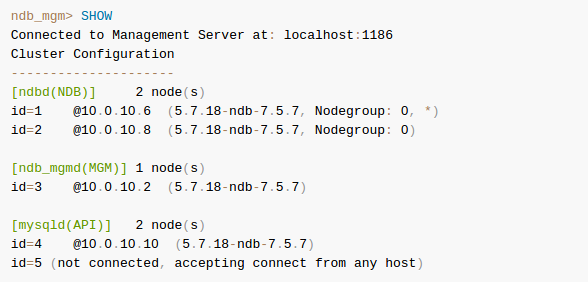 ndb_mgm> SHOW
Connected to Management Server at: localhost:1186
Cluster Configuration
---------------------
[ndbd(NDB)]     2 node(s)
id=1    @10.0.10.6  (5.7.18-ndb-7.5.7, Nodegroup: 0, *)
id=2    @10.0.10.8  (5.7.18-ndb-7.5.7, Nodegroup: 0)

[ndb_mgmd(MGM)] 1 node(s)
id=3    @10.0.10.2  (5.7.18-ndb-7.5.7)

[mysqld(API)]   2 node(s)
id=4    @10.0.10.10  (5.7.18-ndb-7.5.7)
id=5 (not connected, accepting connect from any host)